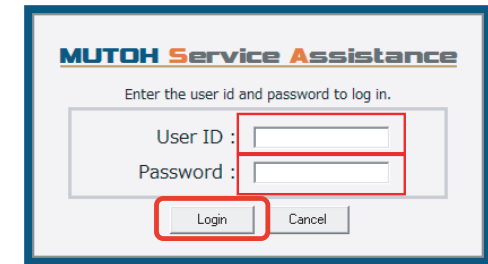 MUTOH Service Assistance
Enter the user id and password to log in.
User ID :
Password :
Login Cancel